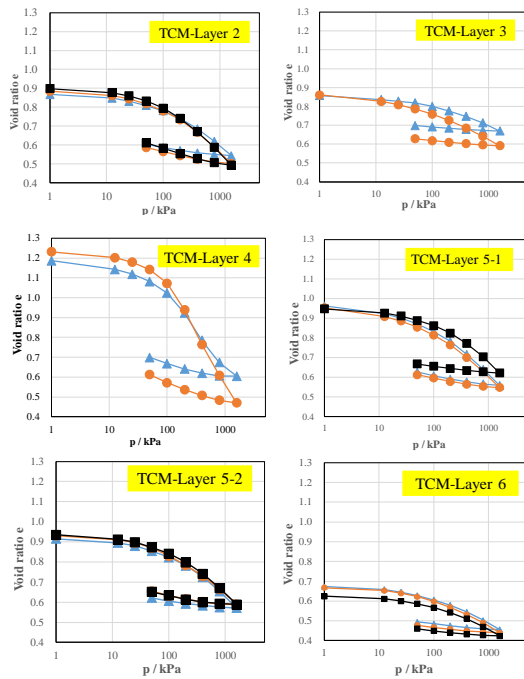 TCM-Layer 2
Void ratio e
1.3
1.2
1.1
1.0
0.9
0.8
0.7
0.6
0.5
0.4
1 10 100 1000
p / kPa
TCM-Layer 3
Void ratio e
1.3
1.2
1.1
1.0
0.9
0.8
0.7
0.6
0.5
0.4
1 10 100 1000
p / kPa
TCM-Layer 4
Void ratio e
1.3
1.2
1.1
1.0
0.9
0.8
0.7
0.6
0.5
0.4
1 10 100 1000
p / kPa
TCM-Layer 5-1
Void ratio e
1.3
1.2
1.1
1.0
0.9
0.8
0.7
0.6
0.5
0.4
1 10 100 1000
p / kPa
TCM-Layer 5-2
Void ratio e
1.3
1.2
1.1
1.0
0.9
0.8
0.7
0.6
0.5
0.4
1 10 100 1000
p / kPa
TCM-Layer 6
Void ratio e
1.3
1.2
1.1
1.0
0.9
0.8
0.7
0.6
0.5
0.4
1 10 100 1000
p / kPa